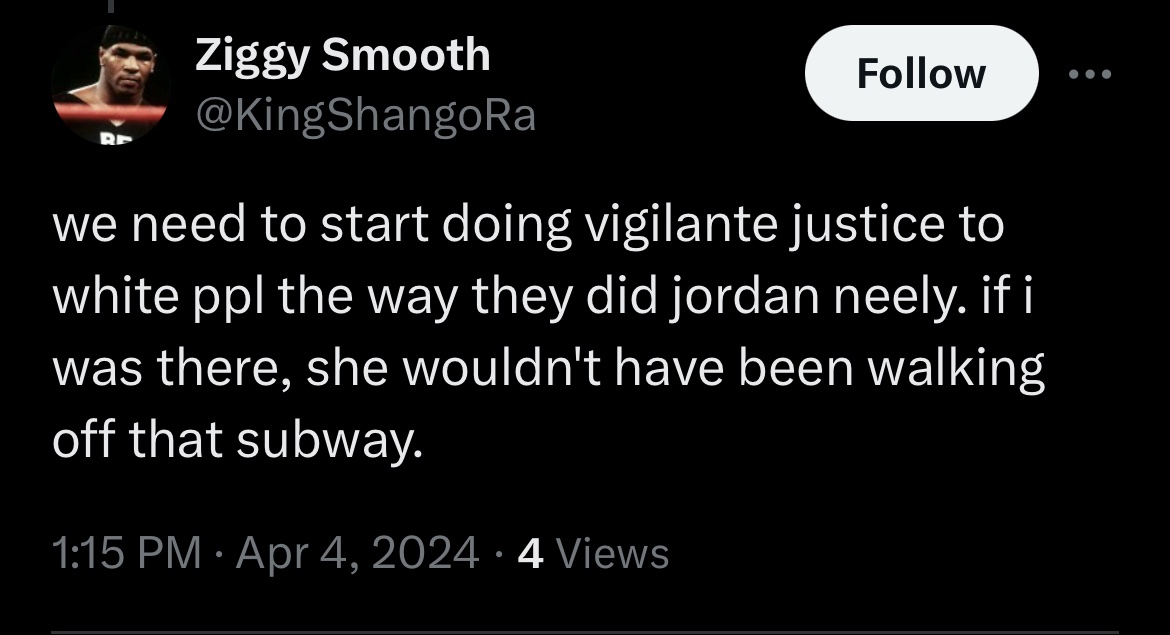 Ziggy Smooth
@KingShangoRa
Follow
we need to start doing vigilante justice to
white ppl the way they did jordan neely. if i
was there, she wouldn't have been walking
off that subway.
1:15 PM · Apr 4, 2024 · 4 Views